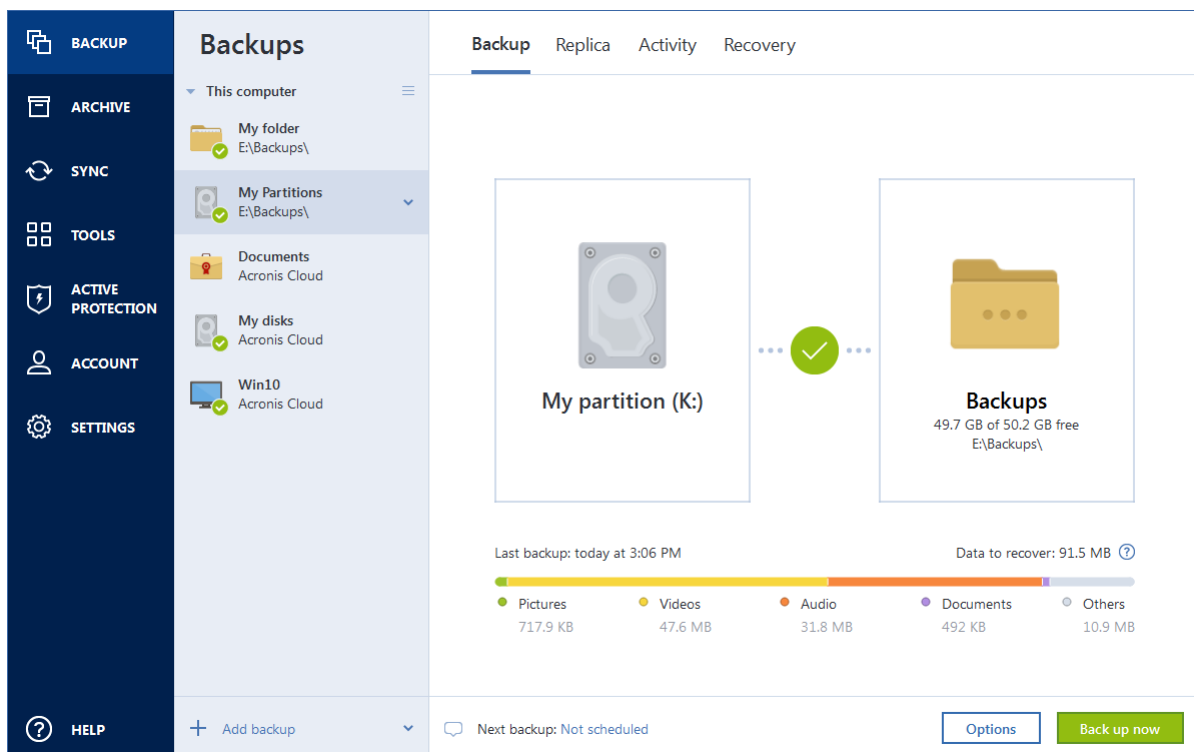 BACKUP
ARCHIVE
SYNC
TOOLS
ACTIVE
PROTECTION
ACCOUNT
SETTINGS
HELP
Backups
This computer
My folder
E:\Backups\
My Partitions
E:\Backups\
Documents
Acronis Cloud
My disks
Acronis Cloud
Win10
Acronis Cloud
Add backup
Backup Replica Activity Recovery
My partition (K:)
Backups
49.7 GB of 50.2 GB free
E:\Backups\
Last backup: today at 3:06 PM Data to recover: 91.5 MB ?
Pictures Videos Audio Documents Others
717.9 KB 47.6 MB 31.8 MB 492 KB 10.9 MB
Next backup: Not scheduled Options Back up now